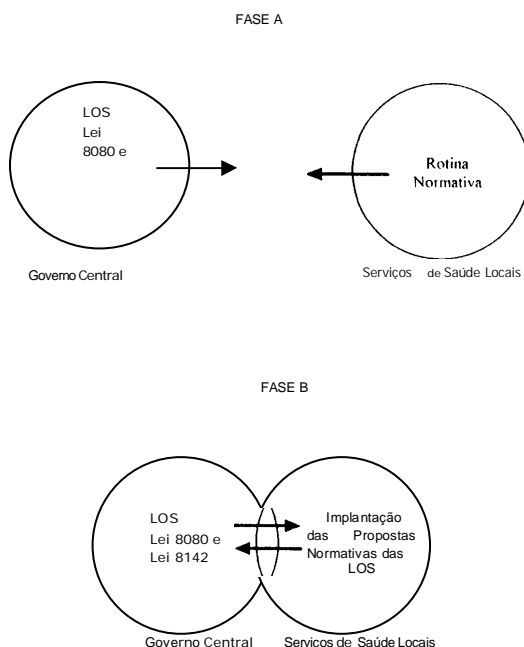 FASE A
LOS
Lei
8080 e
Rotina
Normativa
Governo Central
Serviços de Saúde Locais
FASE B
LOS
Lei 8080 e
Lei 8142
Implantação
das Propostas
Normativas das
LOS
Governo Central
Serviços de Saúde Locais